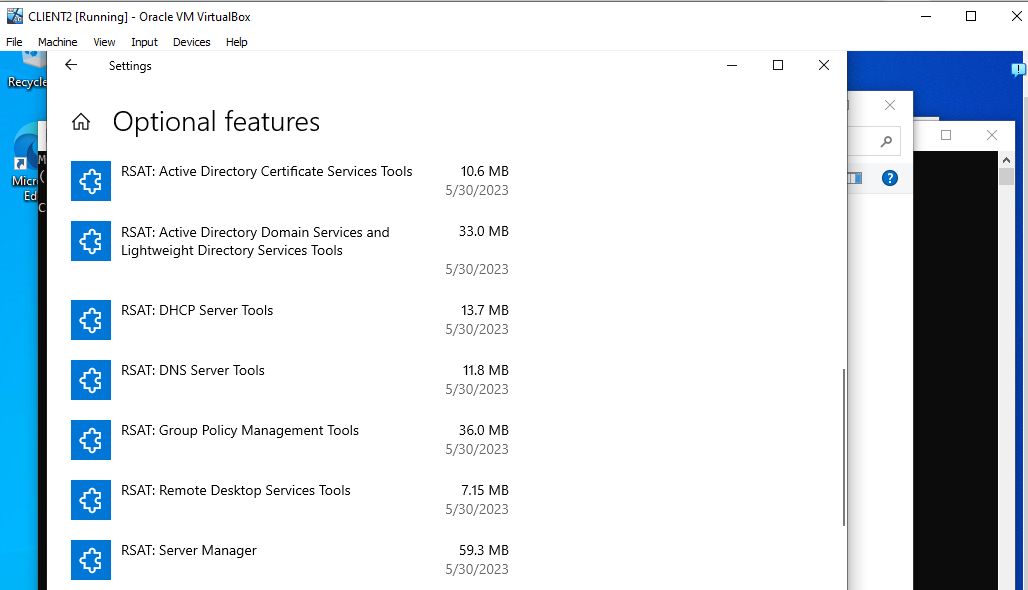 CLIENT2 [Running] - Oracle VM VirtualBox
File Machine View Input Devices Help
Settings
Recycle
Optional features
RSAT: Active Directory Certificate Services Tools 10.6 MB
5/30/2023
RSAT: Active Directory Domain Services and 33.0 MB
Lightweight Directory Services Tools
5/30/2023
Micr
Ed
RSAT: DHCP Server Tools 13.7 MB
5/30/2023
RSAT: DNS Server Tools 11.8 MB
5/30/2023
RSAT: Group Policy Management Tools 36.0 MB
5/30/2023
RSAT: Remote Desktop Services Tools 7.15 MB
5/30/2023
RSAT: Server Manager 59.3 MB
5/30/2023